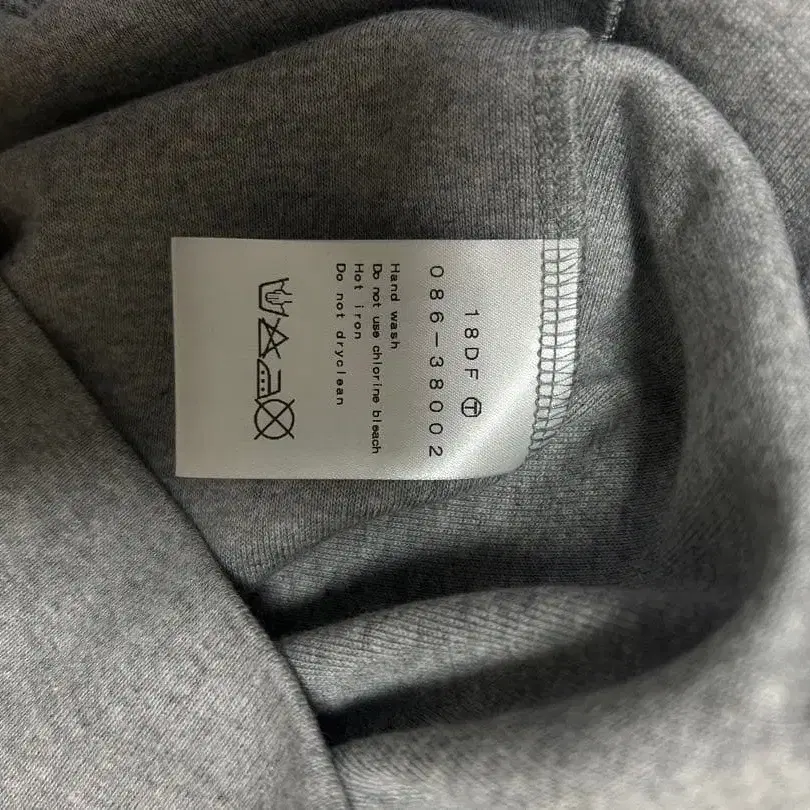 18DF Ⓣ
086-38002
Hand wash
Do not use chlorine bleach
Hot iron
Do not dryclean